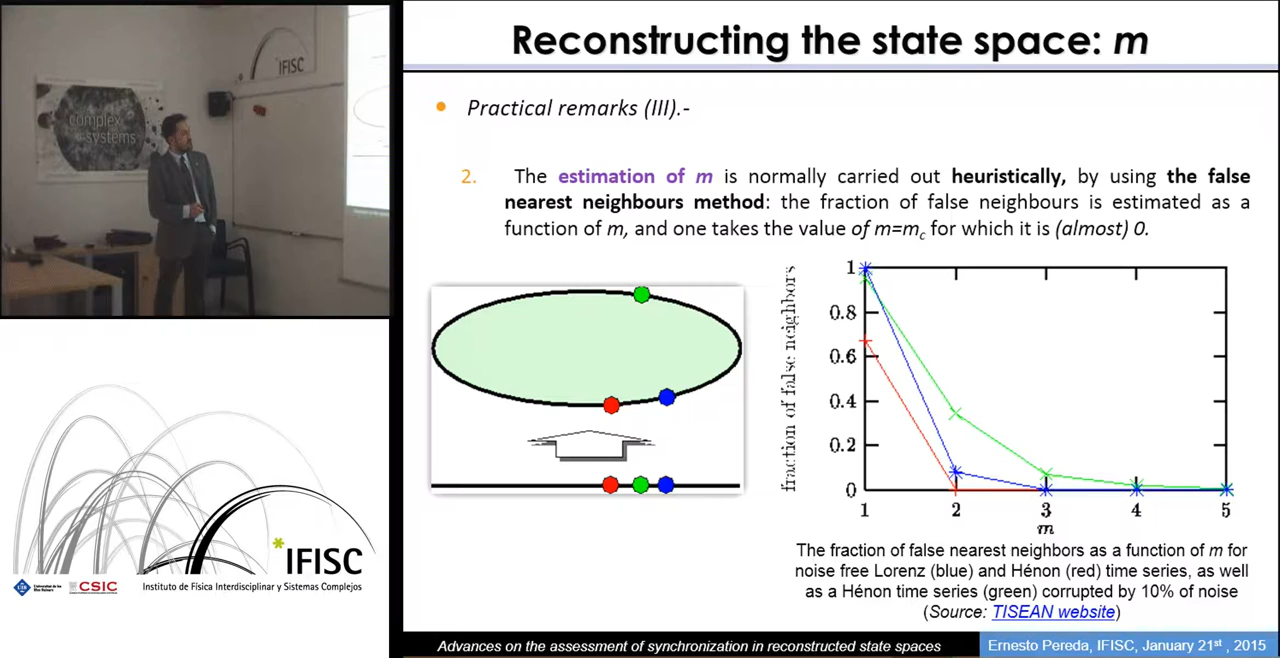 IFISC
complex
systems
Reconstructing the state space: m
Practical remarks (III).-
2. The estimation of m is normally carried out heuristically, by using the false
nearest neighbours method: the fraction of false neighbours is estimated as a
function of m, and one takes the value of m=mc for which it is (almost) 0.
fraction of false neighbors
1
0.8
0.6
0.4
0.2
0
1 2 3 4 5
m
The fraction of false nearest neighbors as a function of m for
noise free Lorenz (blue) and Hénon (red) time series, as well
as a Hénon time series (green) corrupted by 10% of noise
(Source: TISEAN website)
IFISC
CSIC
Instituto de Física Interdisciplinar y Sistemas Complejos
Advances on the assessment of synchronization in reconstructed state spaces
Ernesto Pereda, IFISC, January 21st , 2015